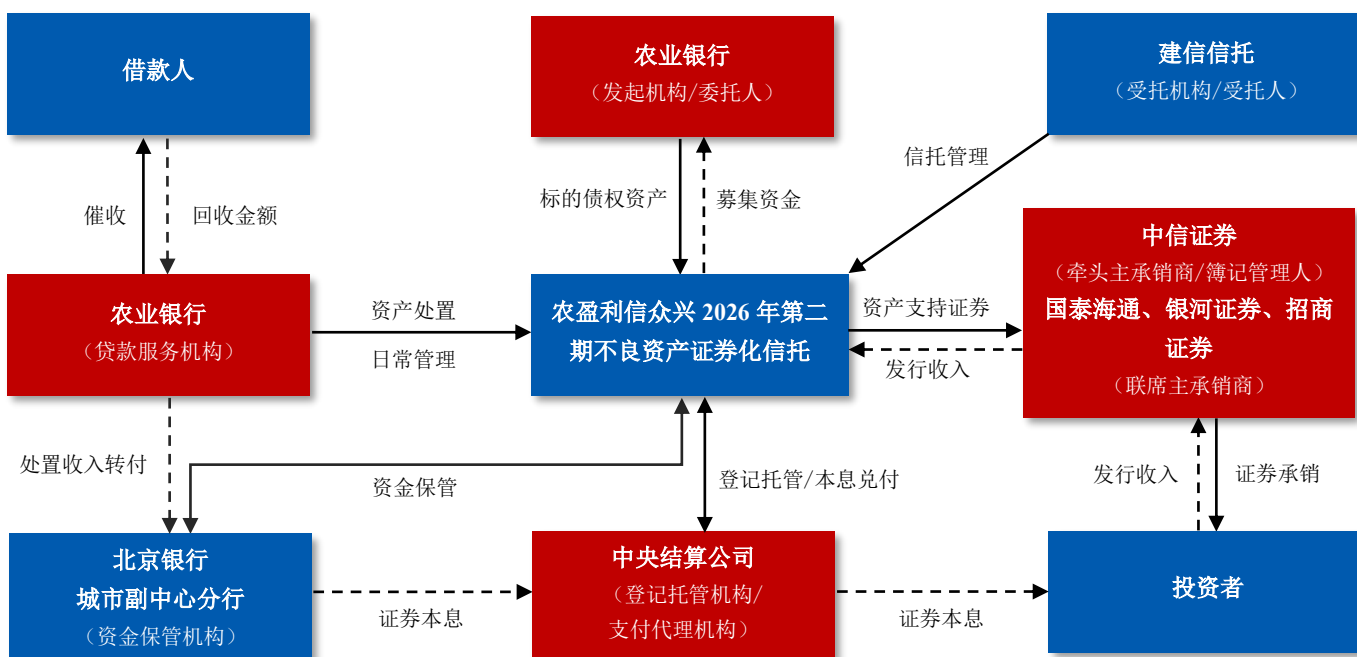 借款人
农业银行
（发起机构/委托人）
建信信托
（受托机构/受托人）
催收
回收金额
标的债权资产
募集资金
信托管理
农业银行
（贷款服务机构）
资产处置
日常管理
农盈利信众兴 2026 年第二
期不良资产证券化信托
资产支持证券
发行收入
中信证券
（牵头主承销商/簿记管理人）
国泰海通、银河证券、招商
证券
（联席主承销商）
处置收入转付
资金保管
登记托管/本息兑付
发行收入
证券承销
北京银行
城市副中心分行
（资金保管机构）
证券本息
中央结算公司
（登记托管机构/
支付代理机构）
证券本息
投资者